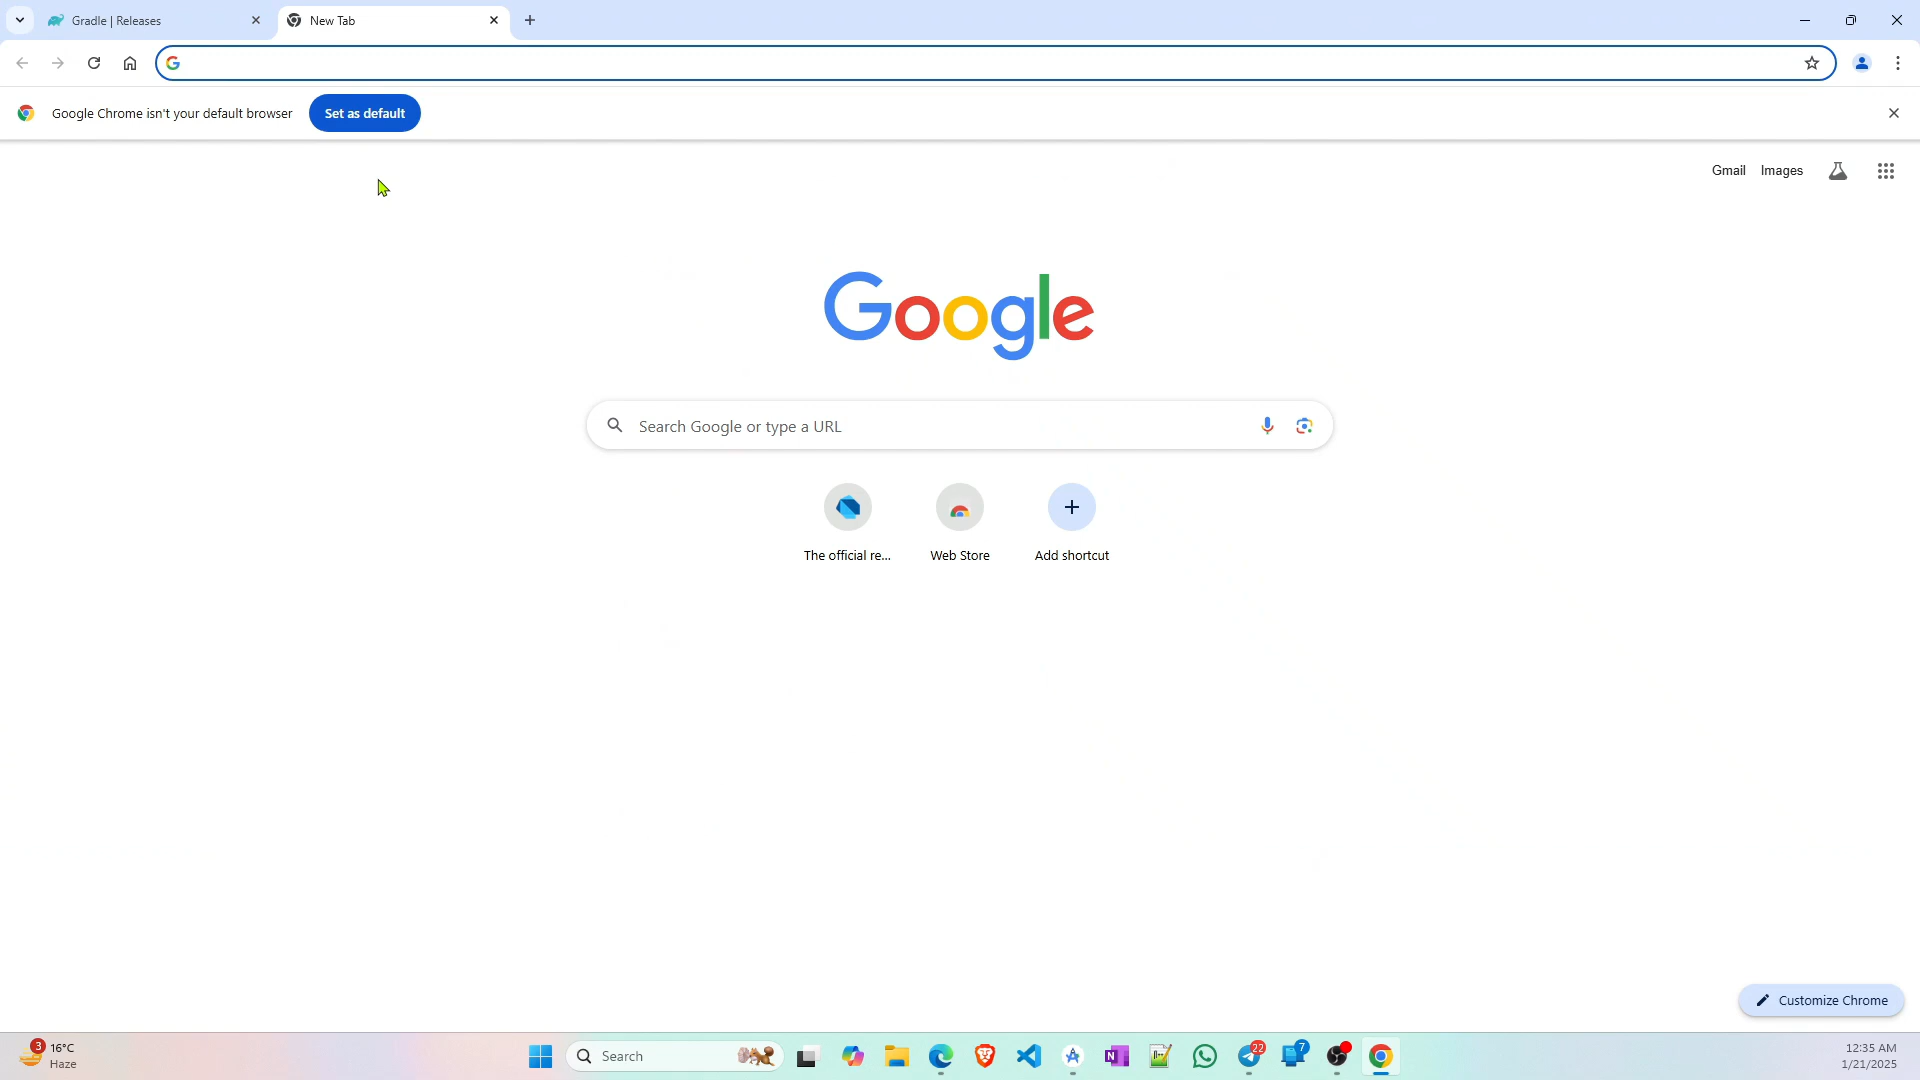 Gradle | Releases
New Tab
Google Chrome isn't your default browser
Set as default
Gmail
Images
Google
Search Google or type a URL
The official re...
Web Store
Add shortcut
Customize Chrome
3
16°C
Haze
Search
N
22
7
12:35 AM
1/21/2025